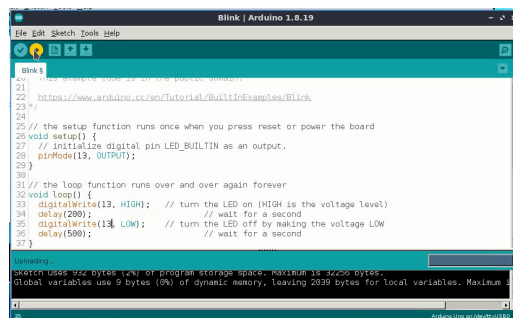 Blink | Arduino 1.8.19
File Edit Sketch Tools Help
Blink §
20 This example code is in the public domain.
21
22 https://www.arduino.cc/en/Tutorial/BuiltInExamples/Blink
23 */
24
25 // the setup function runs once when you press reset or power the board
26 void setup() {
27 // initialize digital pin LED_BUILTIN as an output.
28 pinMode(13, OUTPUT);
29 }
30
31 // the loop function runs over and over again forever
32 void loop() {
33 digitalWrite(13, HIGH); // turn the LED on (HIGH is the voltage level)
34 delay(200); // wait for a second
35 digitalWrite(13, LOW); // turn the LED off by making the voltage LOW
36 delay(500); // wait for a second
37 }
Uploading...
Sketch uses 932 bytes (2%) of program storage space. Maximum is 32256 bytes.
Global variables use 9 bytes (0%) of dynamic memory, leaving 2039 bytes for local variables. Maximum i
35
Arduino Uno on /dev/ttyUSB0